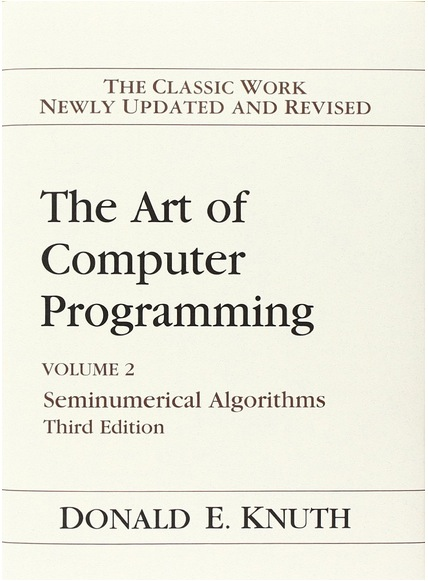 THE CLASSIC WORK
NEWLY UPDATED AND REVISED
The Art of
Computer
Programming
VOLUME 2
Seminumerical Algorithms
Third Edition
DONALD E. KNUTH